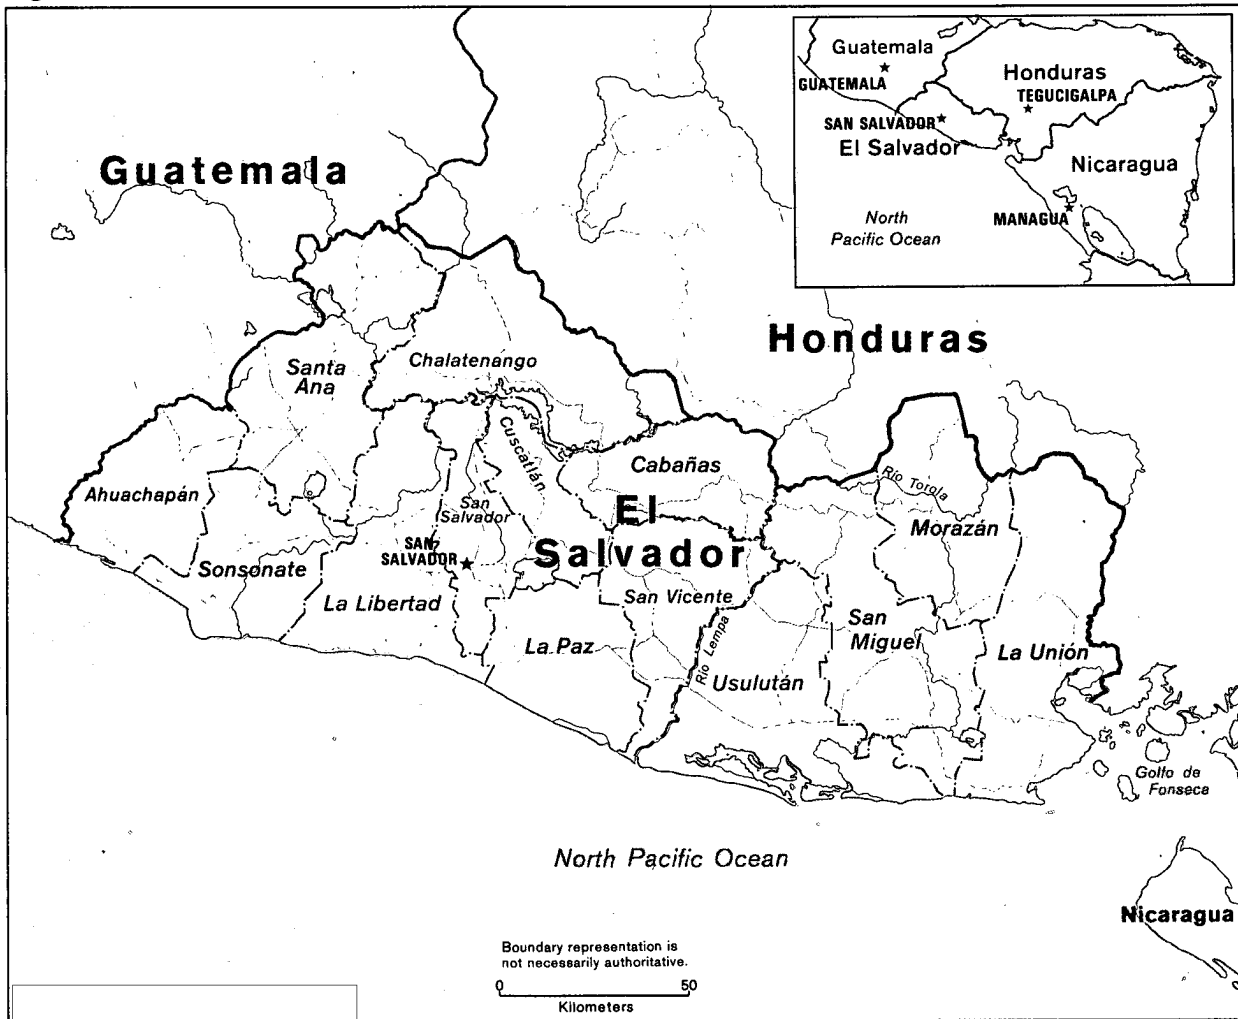 Guatemala
Honduras
Santa
Ana
Chalatenango
Cuscatlán
Cabañas
Ahuachapán
San
Salvador
El
Salvador
SAN
SALVADOR
Río Torola
Morazán
Sonsonate
La Libertad
San Vicente
San
Miguel
La Paz
Río Lempa
Usulután
La Unión
Golfo de
Fonseca
North Pacific Ocean
Nicaragua
Boundary representation is
not necessarily authoritative.
0 50
Kilometers
Guatemala
GUATEMALA
Honduras
TEGUCIGALPA
SAN SALVADOR
El Salvador
Nicaragua
MANAGUA
North
Pacific Ocean